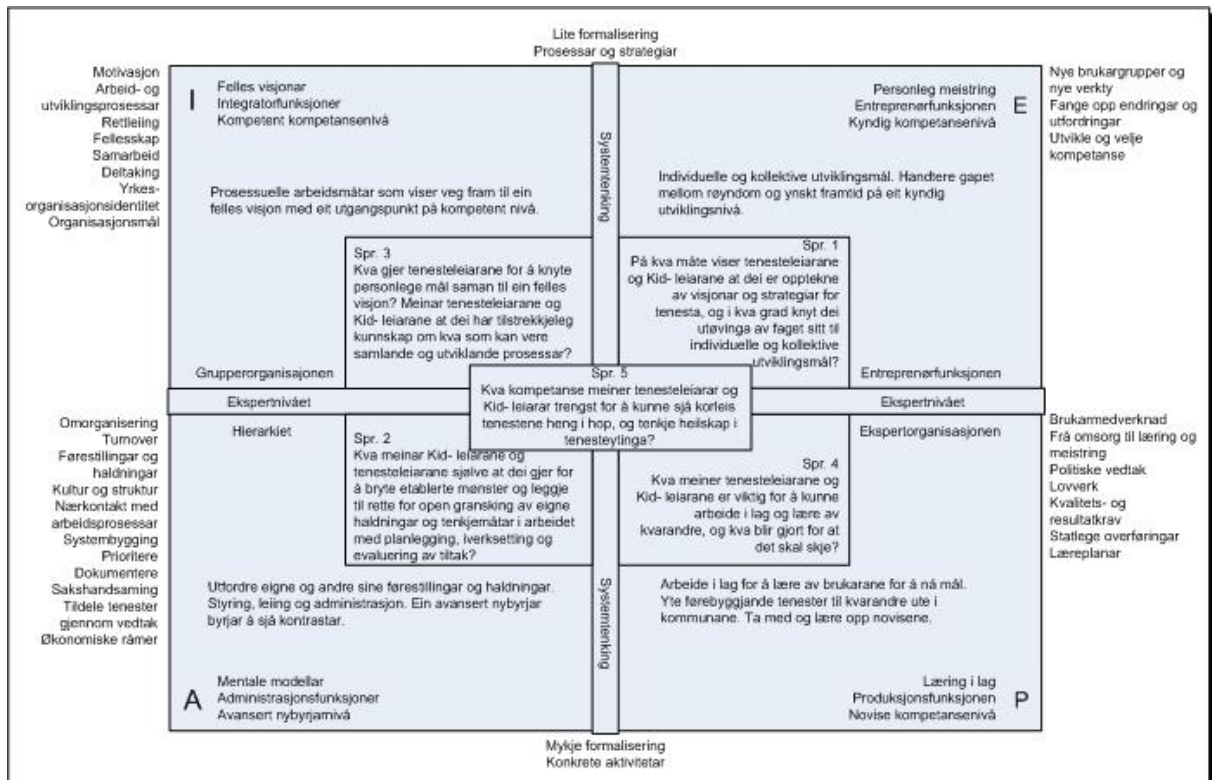 Lite formalisering
Prosessar og strategiar
Motivasjon
Arbeid- og
utviklingsprosessar
Rettleiing
Fellesskap
Samarbeid
Deltaking
Yrkes-
organisasjonsidentitet
Organisasjonsmål
I
Felles visjonar
Integratorfunksjoner
Kompetent kompetansenivå
Prosessuelle arbeidsmåtar som viser veg fram til ein
felles visjon med eit utgangspunkt på kompetent nivå.
Systemtenking
Personleg meistring
Entreprenørfunksjonen
Kyndig kompetansenivå
E
Individuelle og kollektive utviklingsmål. Handtere gapet
mellom røyndom og ynskt framtid på eit kyndig
utviklingsnivå.
Nye brukargrupper og
nye verkty
Fange opp endringar og
utfordringar
Utvikle og velje
kompetanse
Spr. 3
Kva gjer tenesteleiarane for å knyte
personlege mål saman til ein felles
visjon? Meinar tenesteleiarane og
Kid- leiarane at dei har tilstrekkjeleg
kunnskap om kva som kan vere
samlande og utviklande prosessar?
Spr. 1
På kva måte viser tenesteleiarane
og Kid- leiarane at dei er opptekne
av visjonar og strategiar for
tenesta, og i kva grad knyt dei
utøvinga av faget sitt til
individuelle og kollektive
utviklingsmål?
Grupperorganisajonen
Entreprenørfunksjonen
Spr. 5
Kva kompetanse meiner tenesteleiarar og
Kid- leiarar trengst for å kunne sjå korleis
tenestene heng i hop, og tenkje heilskap i
tenesteytinga?
Ekspertnivået
Ekspertnivået
Hierarkiet
Ekspertorganisasjonen
Omorganisering
Turnover
Førestillingar og
haldningar
Kultur og struktur
Nærkontakt med
arbeidsprosessar
Systembygging
Prioritere
Dokumentere
Sakshandsaming
Tildele tenester
gjennom vedtak
Økonomiske råmer
Spr. 2
Kva meinar Kid- leiarane og
tenesteleiarane sjølve at dei gjer for
å bryte etablerte mønster og leggje
til rette for open gransking av eigne
haldningar og tenkjemåtar i arbeidet
med planlegging, iverksetting og
evaluering av tiltak?
Spr. 4
Kva meiner tenesteleiarane og
Kid- leiarane er viktig for å kunne
arbeide i lag og lære av
kvarandre, og kva blir gjort for at
det skal skje?
Brukarmedverknad
Frå omsorg til læring og
meistring
Politiske vedtak
Lovverk
Kvalitets- og
resultatkrav
Statlege overføringar
Læreplanar
Utfordre eigne og andre sine førestillingar og haldningar.
Styring, leiing og administrasjon. Ein avansert nybyrjar
byrjar å sjå kontrastar.
Systemtenking
Arbeide i lag for å lære av brukarane for å ná mål.
Yte førebyggjande tenester til kvarandre ute i
kommunane. Ta med og lære opp novisene.
A
Mentale modellar
Administrasjonsfunksjoner
Avansert nybyrjarnivå
Læring i lag
Produksjonsfunksjonen
Novise kompetansenivå
P
Mykje formalisering
Konkrete aktivitetar